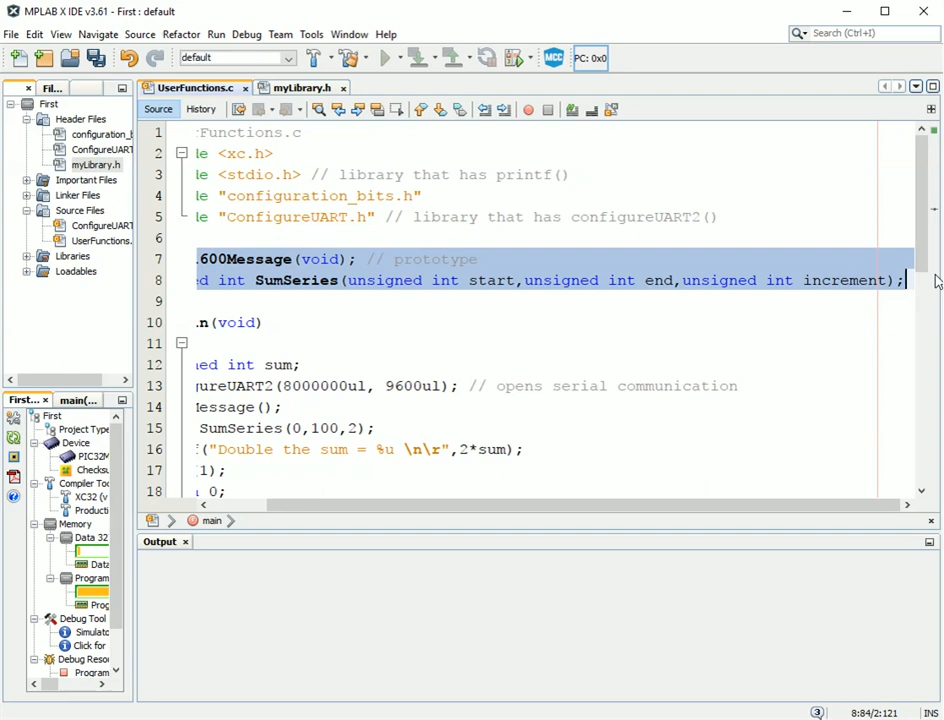 MPLAB X IDE v3.61 - First : default
File Edit View Navigate Source Refactor Run Debug Team Tools Window Help
Search (Ctrl+I)
default
PC: 0x0
Fil...
UserFunctions.c
myLibrary.h
First
Header Files
configuration_b
ConfigureUART
myLibrary.h
Important Files
Linker Files
Source Files
ConfigureUART
UserFunctions.
Libraries
Loadables
Source History
1 rFunctions.c
2 le <xc.h>
3 le <stdio.h> // library that has printf()
4 le "configuration_bits.h"
5 le "ConfigureUART.h" // library that has configureUART2()
6
7 .600Message(void); // prototype
8 ed int SumSeries(unsigned int start,unsigned int end,unsigned int increment);
9
10 .n(void)
11
12 ned int sum;
13 gureUART2(8000000ul, 9600ul); // opens serial communication
14 Message();
15 SumSeries(0,100,2);
16 f("Double the sum = %u \n\r",2*sum);
17 (1);
18 0;
main
First...
main(...
First
Project Type
Device
PIC32M
Checksu
Compiler Too
XC32 (v
Producti
Memory
Data 32
Data
Program
Prog
Debug Tool
Simulato
Click for
Debug Resou
Program
Output
3
8:84/2:121
INS